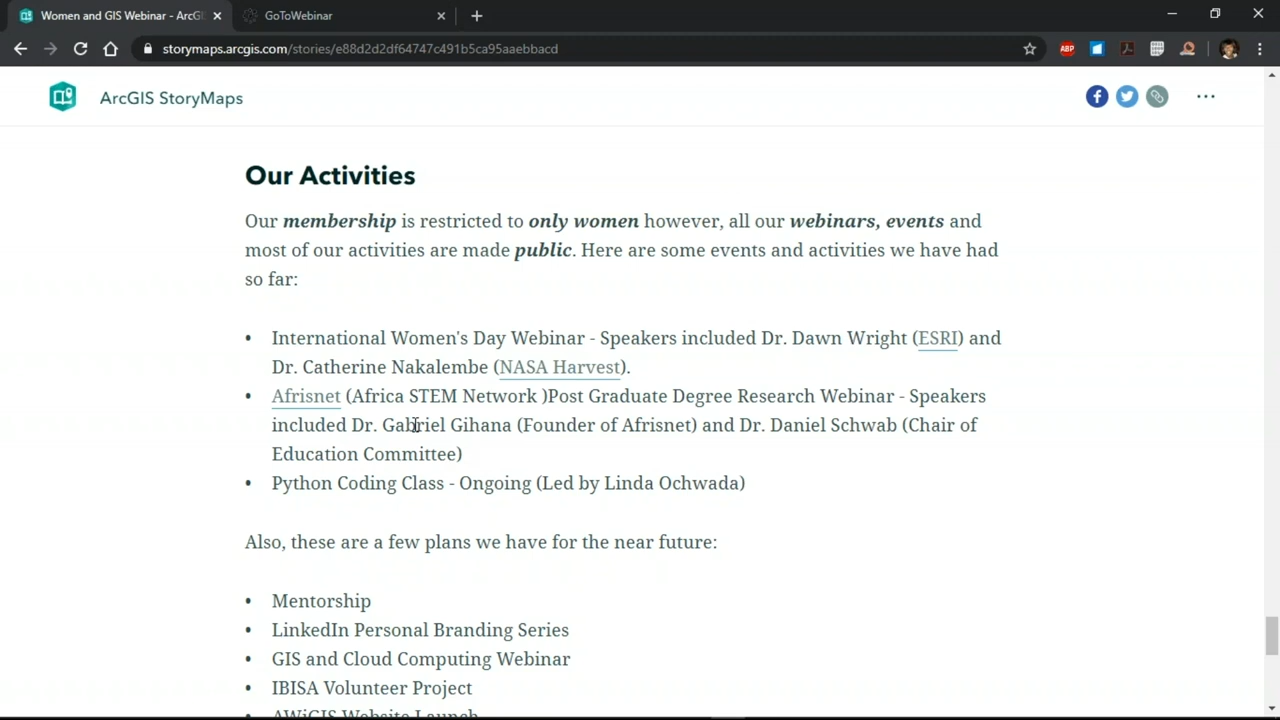 Women and GIS Webinar - ArcGI
GoToWebinar
storymaps.arcgis.com/stories/e88d2d2df64747c491b5ca95aaebbacd
ABP
ArcGIS StoryMaps
Our Activities
Our membership is restricted to only women however, all our webinars, events and
most of our activities are made public. Here are some events and activities we have had
so far:
• International Women's Day Webinar - Speakers included Dr. Dawn Wright (ESRI) and
Dr. Catherine Nakalembe (NASA Harvest).
• Afrisnet (Africa STEM Network )Post Graduate Degree Research Webinar - Speakers
included Dr. Gabriel Gihana (Founder of Afrisnet) and Dr. Daniel Schwab (Chair of
Education Committee)
• Python Coding Class - Ongoing (Led by Linda Ochwada)
Also, these are a few plans we have for the near future:
• Mentorship
• LinkedIn Personal Branding Series
• GIS and Cloud Computing Webinar
• IBISA Volunteer Project
• AWiGIS Website Launch